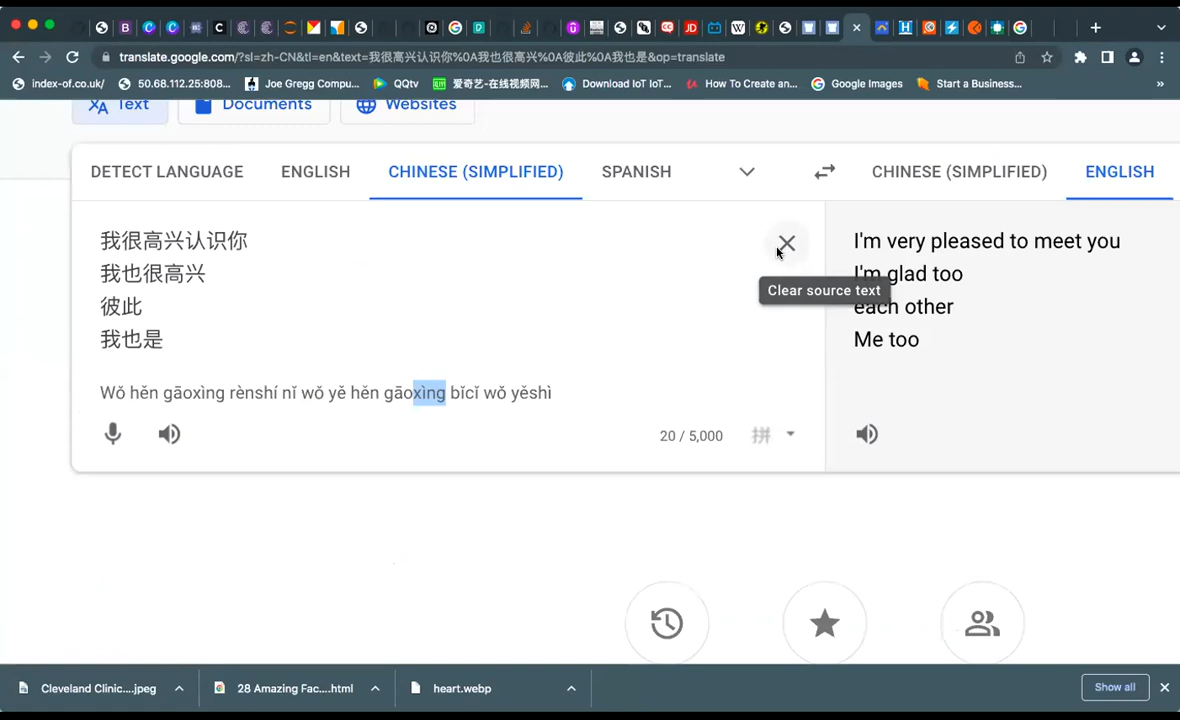 translate.google.com/?sl=zh-CN&tl=en&text=我很高兴认识你%0A我也很高兴%0A彼此%0A我也是&op=translate
index-of.co.uk/
50.68.112.25:808...
Joe Gregg Compu...
QQtv
爱奇艺-在线视频网...
Download IoT IoT...
How To Create an...
Google Images
Start a Business...
»
Text
Documents
Websites
DETECT LANGUAGE
ENGLISH
CHINESE (SIMPLIFIED)
SPANISH
CHINESE (SIMPLIFIED)
ENGLISH
我很高兴认识你
我也很高兴
彼此
我也是
Wǒ hěn gāoxìng rènshí nǐ wǒ yě hěn gāoxìng bǐcǐ wǒ yěshì
20 / 5,000
拼
Clear source text
I'm very pleased to meet you
I'm glad too
each other
Me too
Cleveland Clinic....jpeg
28 Amazing Fac....html
heart.webp
Show all